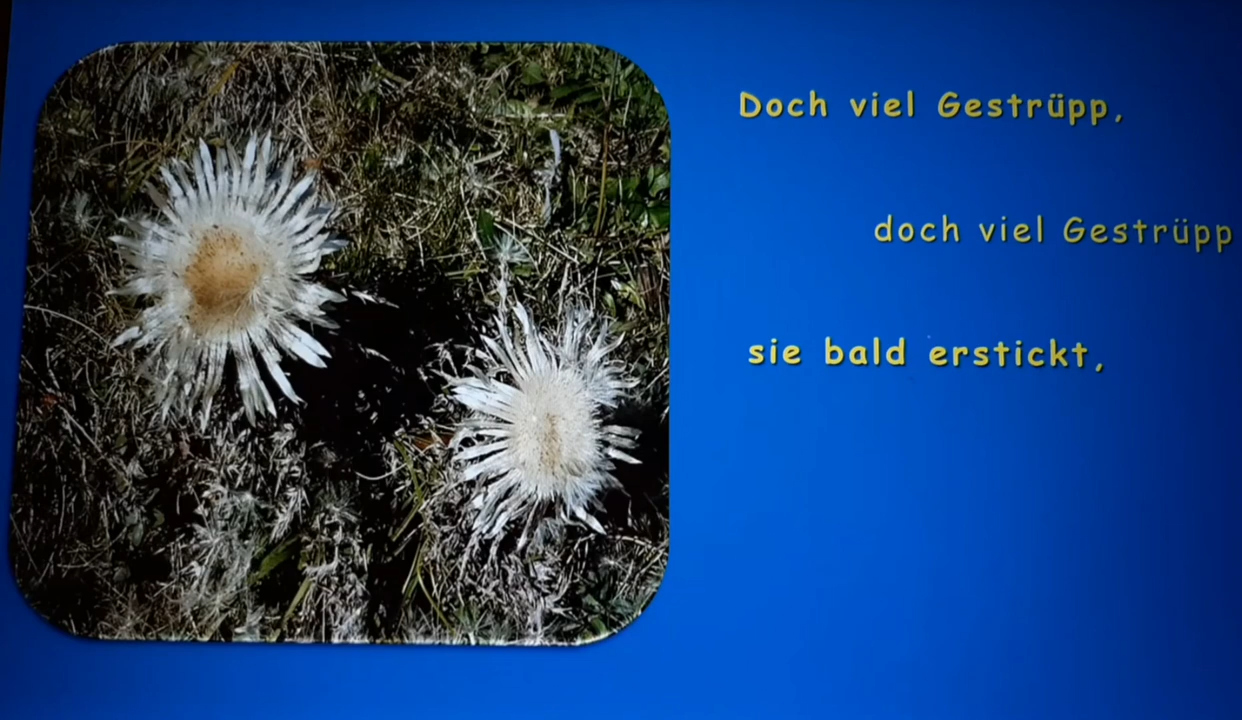 Doch viel Gestrüpp,
doch viel Gestrüpp
sie bald erstickt,